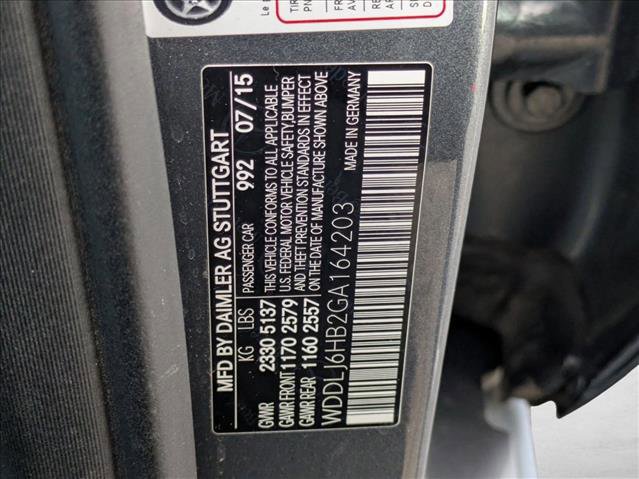 MFD BY DAIMLER AG STUTTGART
KG LBS PASSENGER CAR 992 07/15
GWR 2330 5137 THIS VEHICLE CONFORMS TO ALL APPLICABLE
GAWR FRONT 1170 2579 U.S. FEDERAL MOTOR VEHICLE SAFETY, BUMPER
GAWR REAR 1160 2557 AND THEFT PREVENTION STANDARDS IN EFFECT
ON THE DATE OF MANUFACTURE SHOWN ABOVE
WDDLJ6HB2GA164203 MADE IN GERMANY